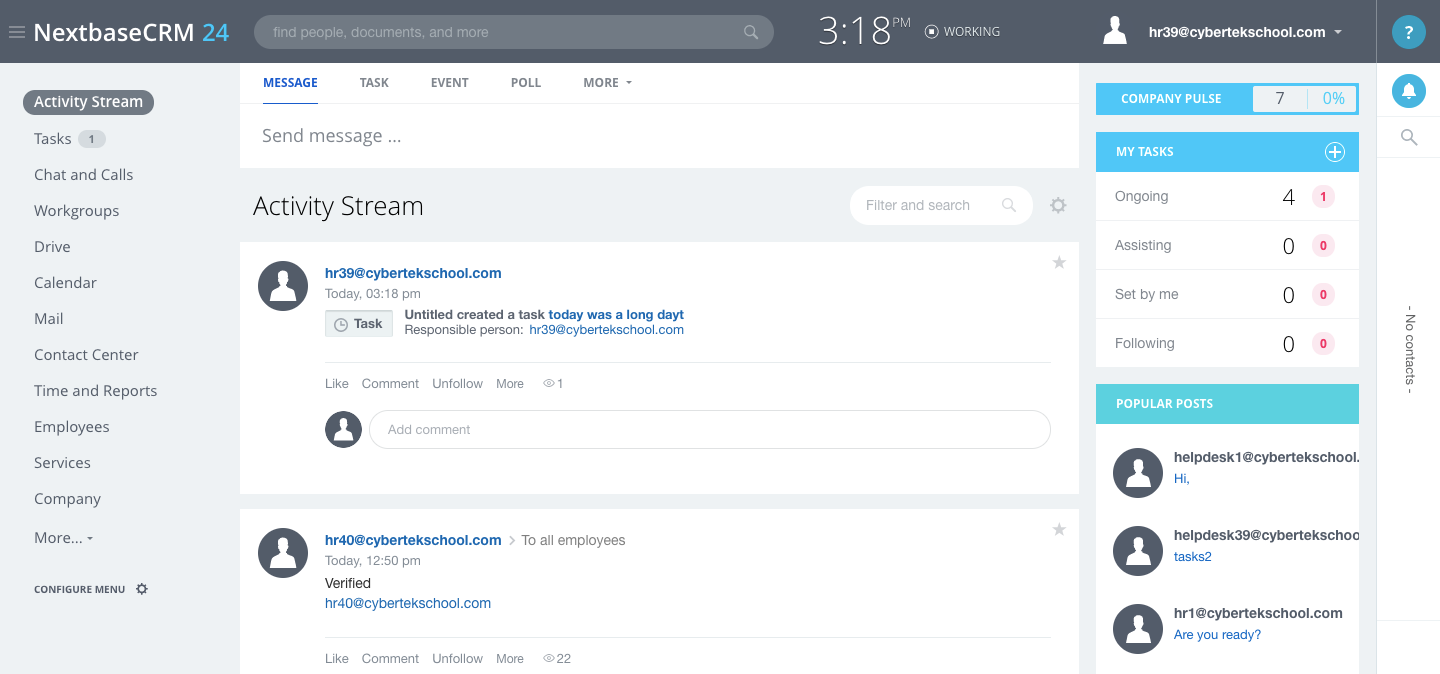 NextbaseCRM 24
find people, documents, and more
3:18 PM
WORKING
hr39@cybertekschool.com
?
Activity Stream
Tasks 1
Chat and Calls
Workgroups
Drive
Calendar
Mail
Contact Center
Time and Reports
Employees
Services
Company
More...
CONFIGURE MENU
MESSAGE TASK EVENT POLL MORE
Send message ...
Activity Stream
Filter and search
hr39@cybertekschool.com
Today, 03:18 pm
Task
Untitled created a task today was a long dayt
Responsible person: hr39@cybertekschool.com
Like Comment Unfollow More 1
Add comment
hr40@cybertekschool.com To all employees
Today, 12:50 pm
Verified
hr40@cybertekschool.com
Like Comment Unfollow More 22
COMPANY PULSE 7 0%
MY TASKS
Ongoing 4 1
Assisting 0 0
Set by me 0 0
Following 0 0
POPULAR POSTS
helpdesk1@cybertekschool.
Hi,
helpdesk39@cybertekschoo
tasks2
hr1@cybertekschool.com
Are you ready?
- No contacts -